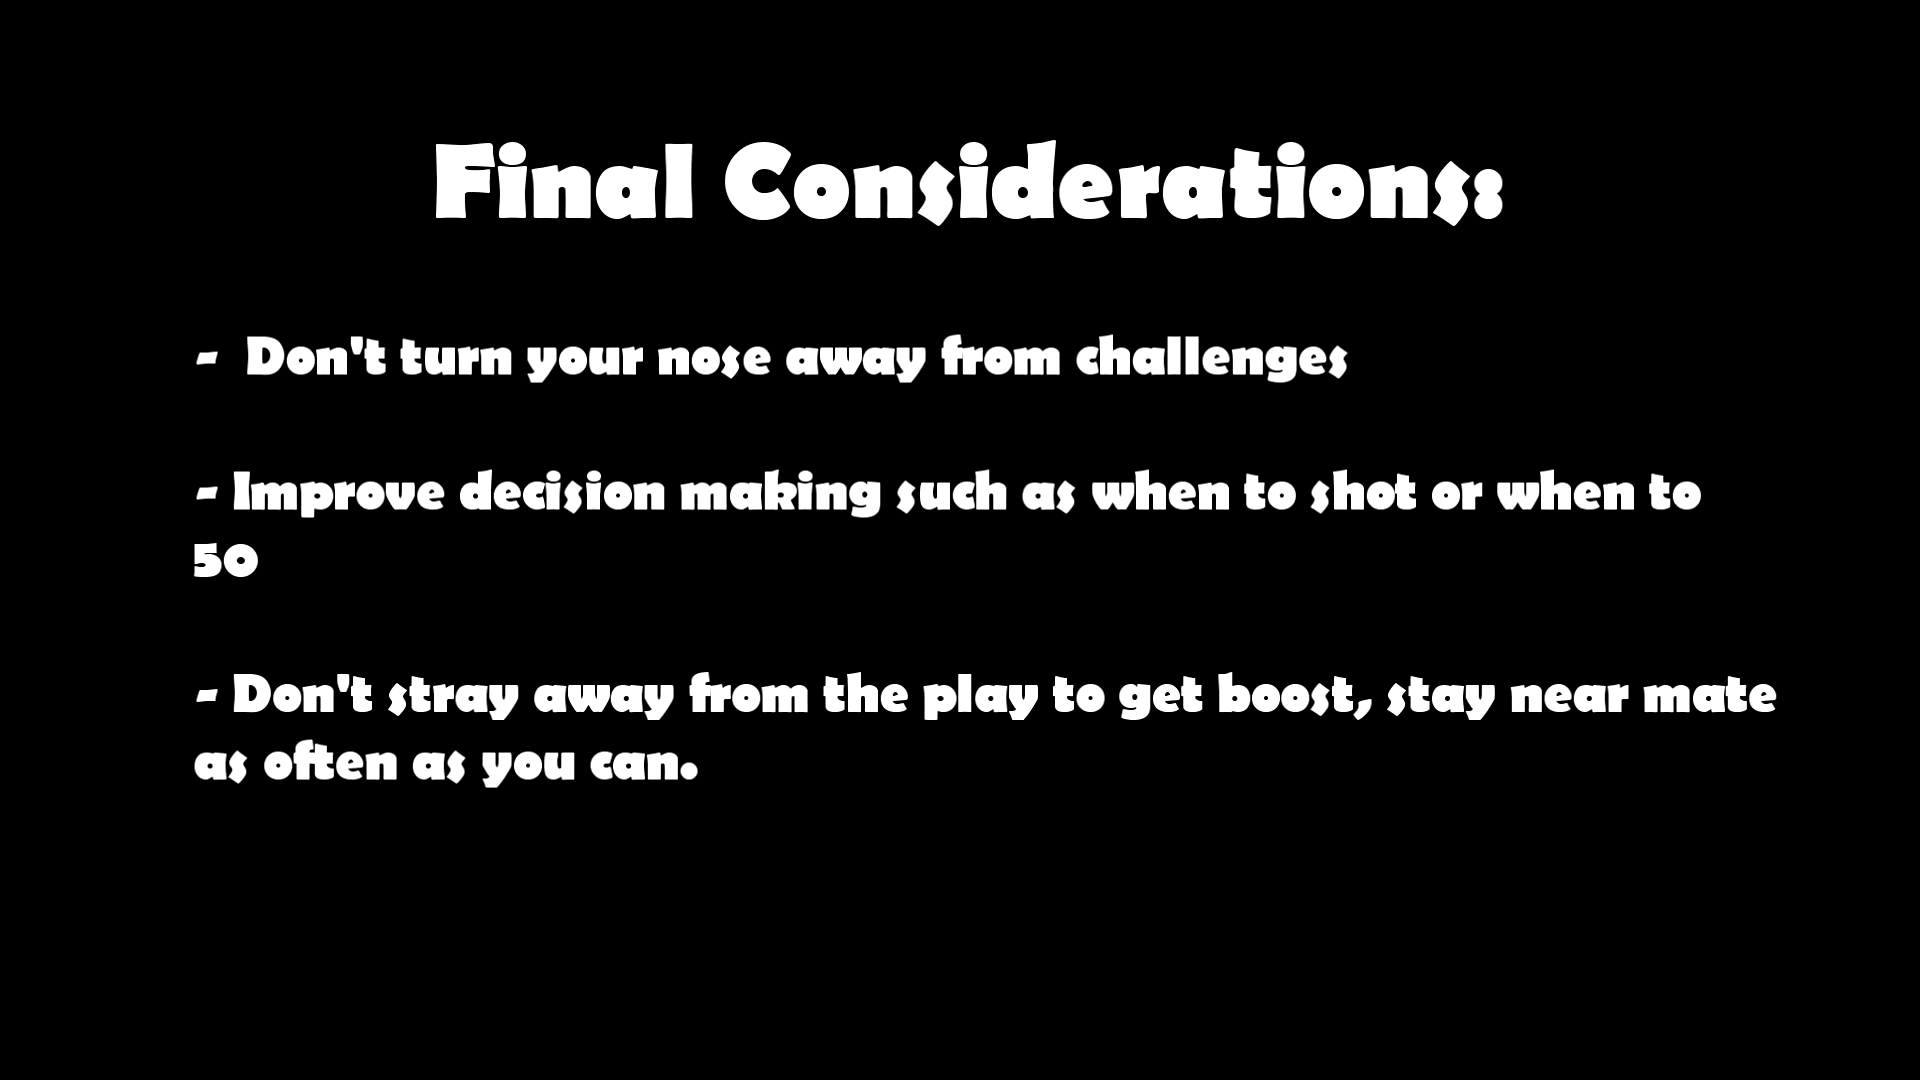 Final Considerations:
- Don't turn your nose away from challenges
- Improve decision making such as when to shot or when to
50
- Don't stray away from the play to get boost, stay near mate
as often as you can.